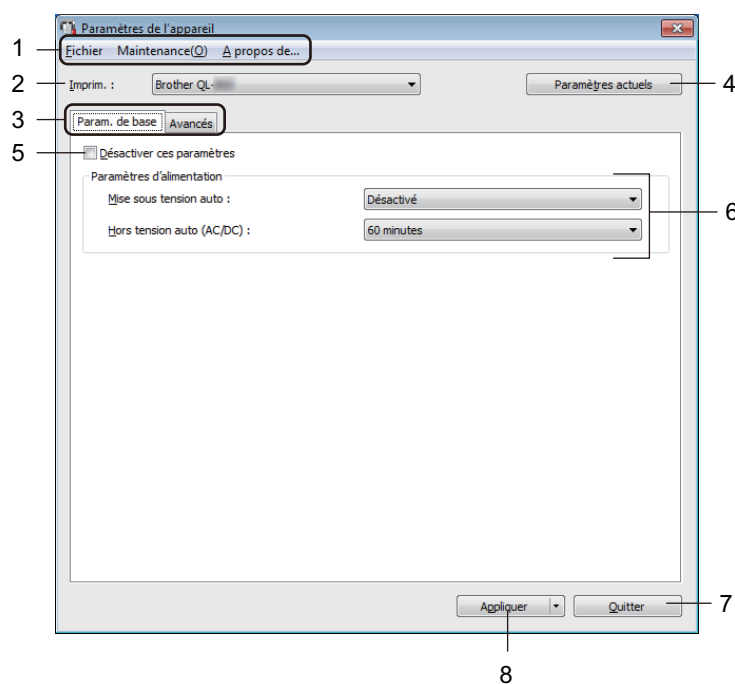 Paramètres de l'appareil
1 Fichier Maintenance(O) A propos de...
2 Imprim. : Brother QL- Paramètres actuels 4
3 Param. de base Avancés
5 Désactiver ces paramètres
Paramètres d'alimentation
Mise sous tension auto : Désactivé
6
Hors tension auto (AC/DC) : 60 minutes
Appliquer Quitter 7
8